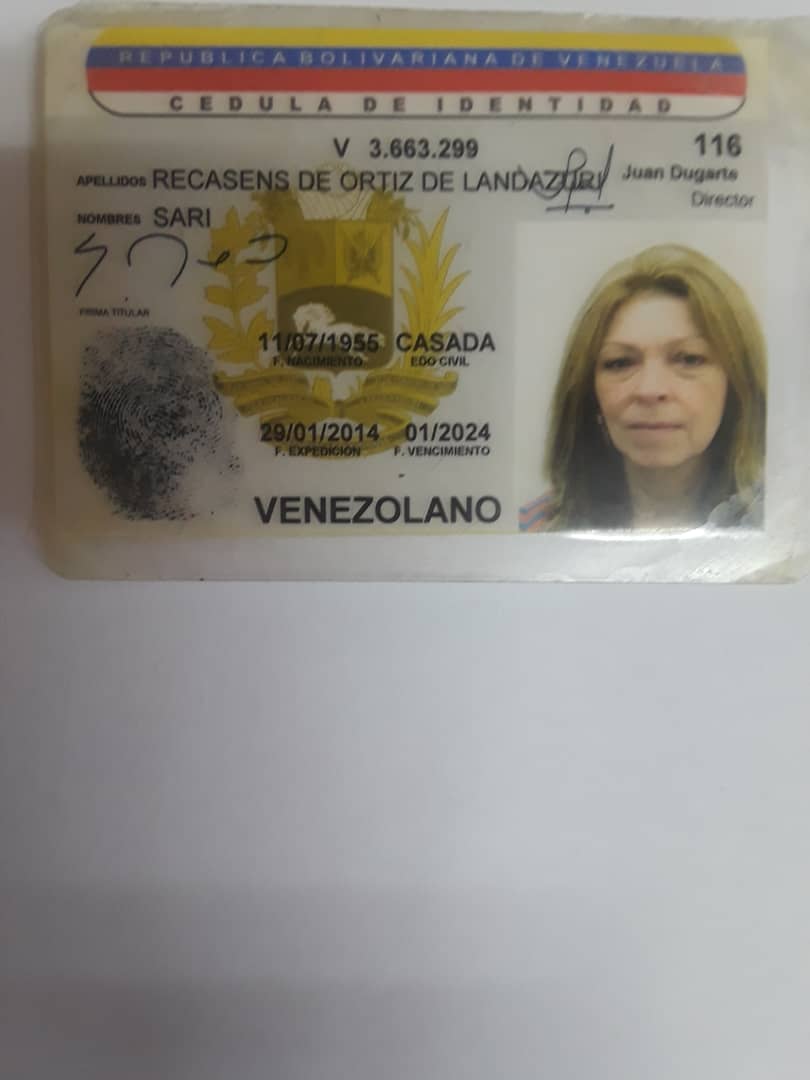 REPUBLICA BOLIVARIANA DE VENEZUELA
CEDULA DE IDENTIDAD
V 3.663.299
116
APELLIDOS RECASENS DE ORTIZ DE LANDAZURI
Juan Dugarte
Director
NOMBRES SARI
FIRMA TITULAR
11/07/1955 CASADA
F. NACIMIENTO EDO CIVIL
29/01/2014 01/2024
F. EXPEDICIÓN F. VENCIMIENTO
VENEZOLANO